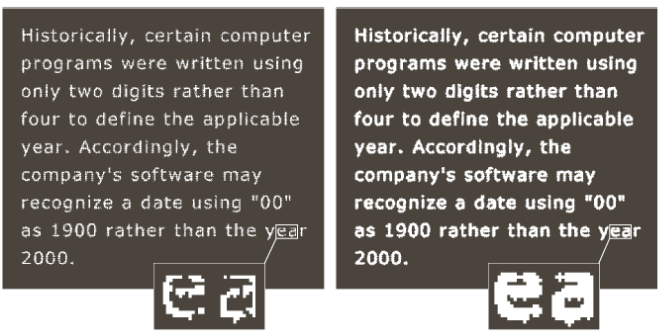 Historically, certain computer
programs were written using
only two digits rather than
four to define the applicable
year. Accordingly, the
company's software may
recognize a date using "00"
as 1900 rather than the year
2000.
ea
Historically, certain computer
programs were written using
only two digits rather than
four to define the applicable
year. Accordingly, the
company's software may
recognize a date using "00"
as 1900 rather than the year
2000.
ea